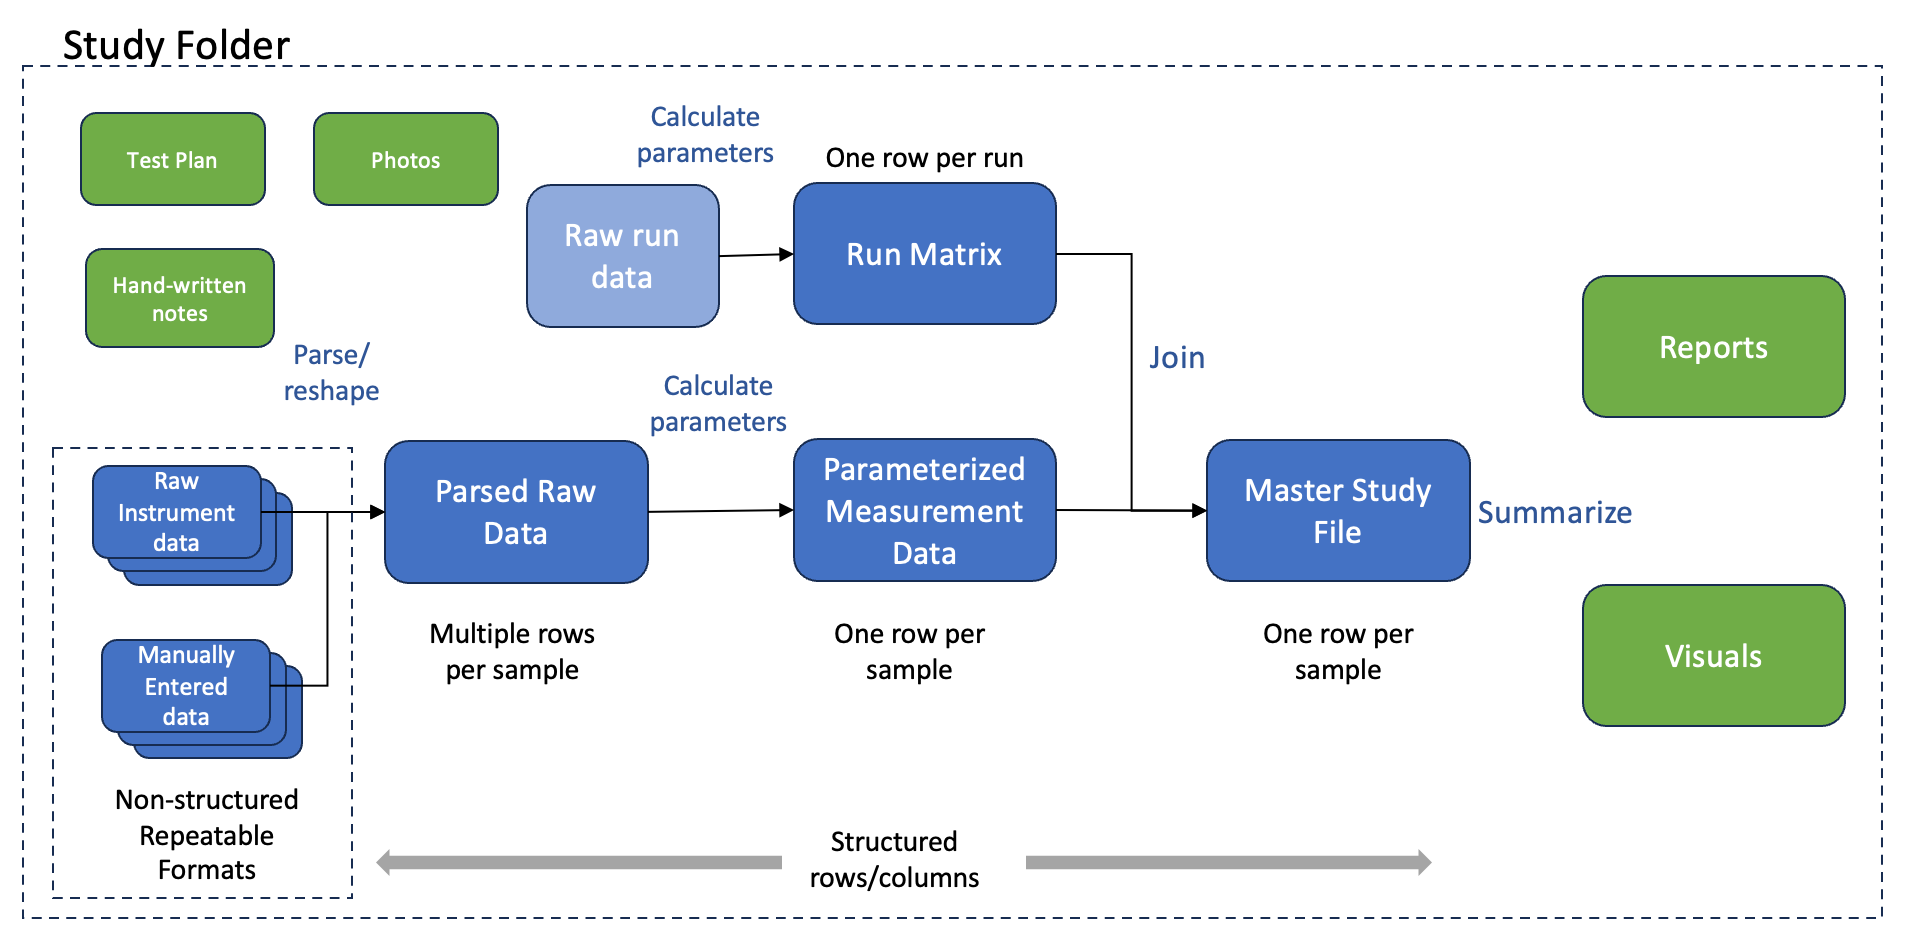 Study Folder
Test Plan
Photos
Hand-written
notes
Calculate
parameters
One row per run
Raw run
data
Run Matrix
Join
Reports
Parse/
reshape
Calculate
parameters
Raw
Instrument
data
Parsed Raw
Data
Parameterized
Measurement
Data
Master Study
File
Summarize
Manually
Entered
data
Multiple rows
per sample
One row per
sample
One row per
sample
Visuals
Non-structured
Repeatable
Formats
Structured
rows/columns